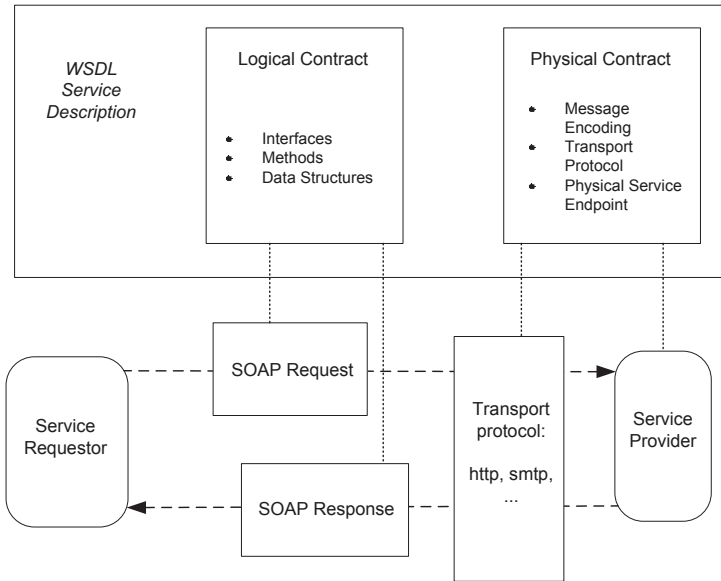 WSDL
Service
Description
Logical Contract
• Interfaces
• Methods
• Data Structures
Physical Contract
• Message
Encoding
• Transport
Protocol
• Physical Service
Endpoint
SOAP Request
Service
Requestor
Transport
protocol:
http, smtp,
...
Service
Provider
SOAP Response